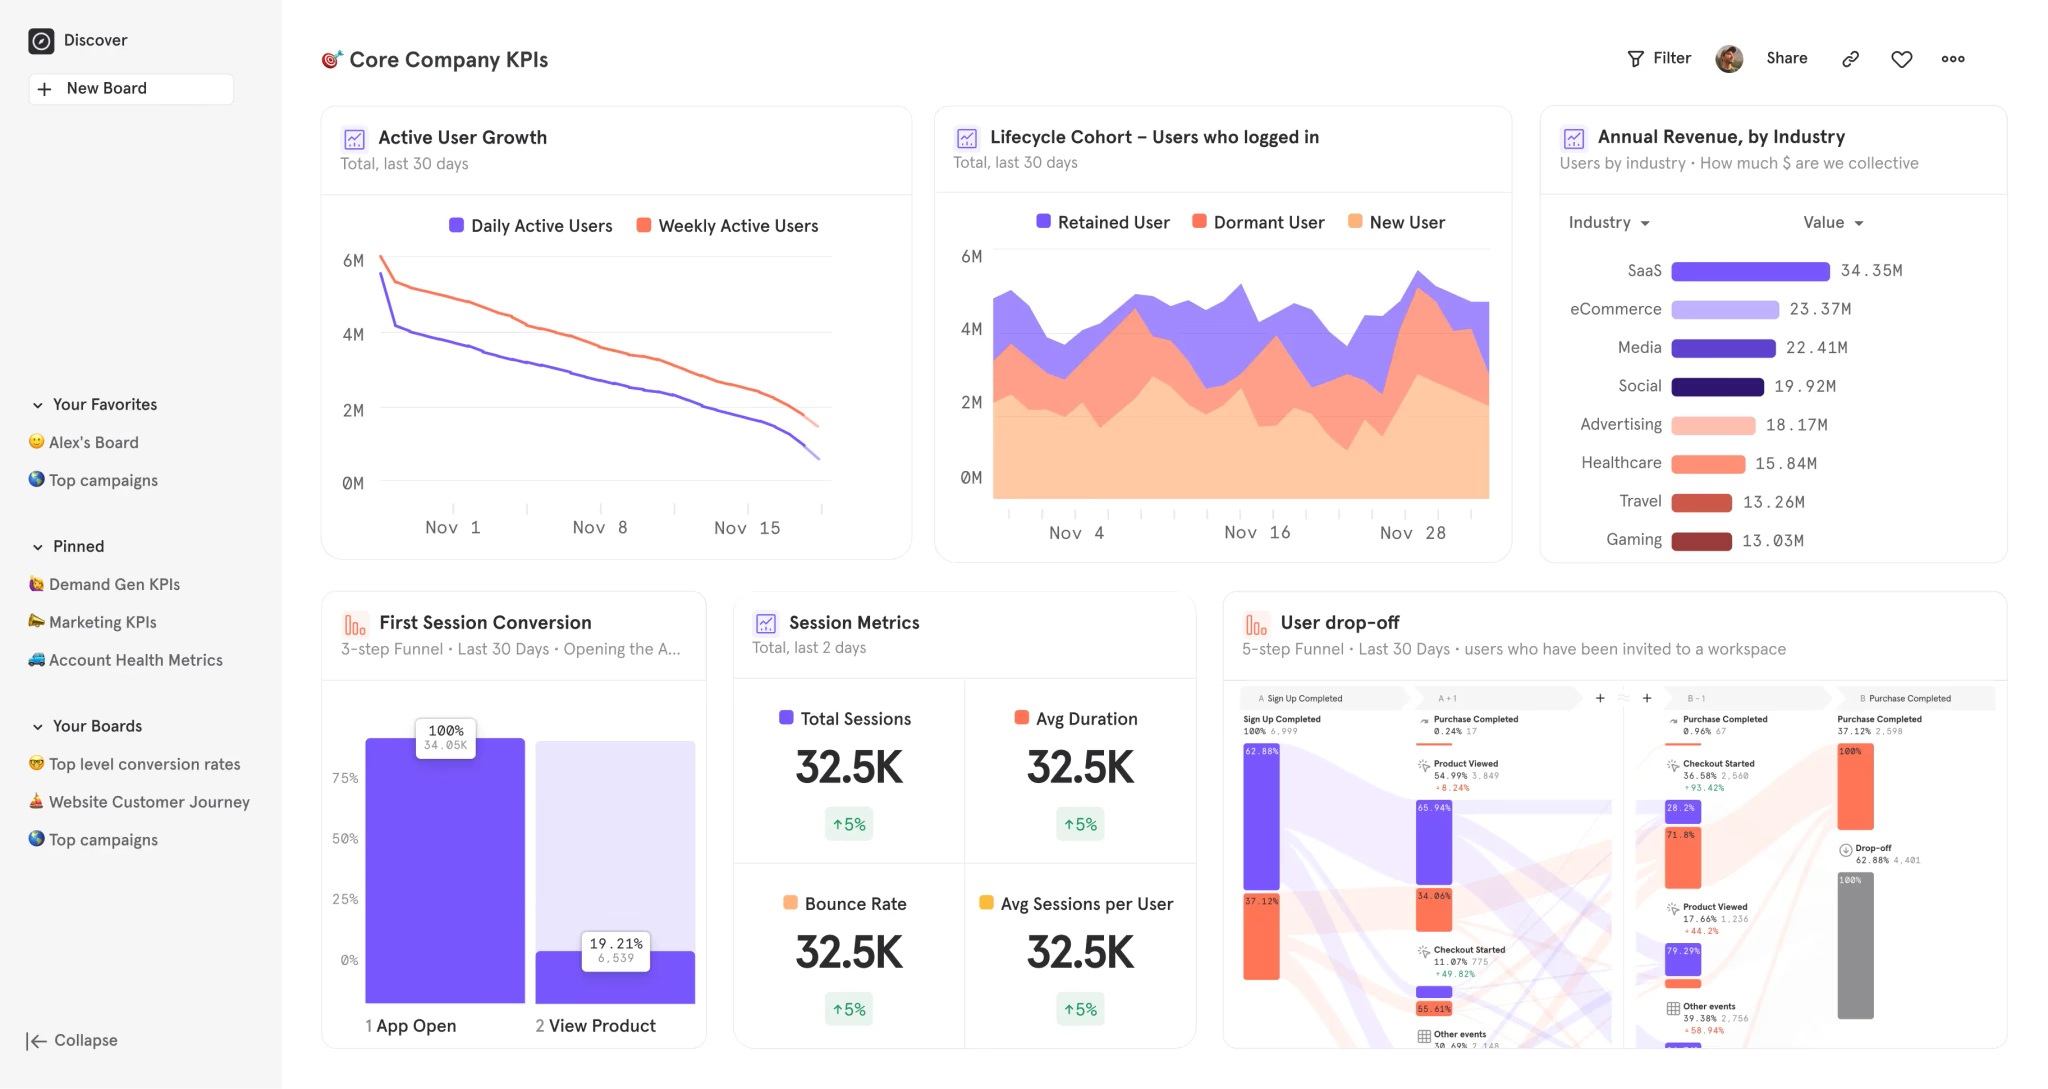 Discover
New Board
Your Favorites
Alex's Board
Top campaigns
Pinned
Demand Gen KPIs
Marketing KPIs
Account Health Metrics
Your Boards
Top level conversion rates
Website Customer Journey
Top campaigns
Collapse
Core Company KPIs
Filter
Share
Active User Growth
Total, last 30 days
Daily Active Users
Weekly Active Users
6M
4M
2M
0M
Nov 1
Nov 8
Nov 15
Lifecycle Cohort – Users who logged in
Total, last 30 days
Retained User
Dormant User
New User
6M
4M
2M
0M
Nov 4
Nov 16
Nov 28
Annual Revenue, by Industry
Users by industry • How much $ are we collective
Industry
Value
SaaS 34.35M
eCommerce 23.37M
Media 22.41M
Social 19.92M
Advertising 18.17M
Healthcare 15.84M
Travel 13.26M
Gaming 13.03M
First Session Conversion
3-step Funnel • Last 30 Days • Opening the A...
75%
50%
25%
0%
100%
34.05K
19.21%
6,539
1 App Open
2 View Product
Session Metrics
Total, last 2 days
Total Sessions
32.5K
↑5%
Avg Duration
32.5K
↑5%
Bounce Rate
32.5K
↑5%
Avg Sessions per User
32.5K
↑5%
User drop-off
5-step Funnel • Last 30 Days • users who have been invited to a workspace
A Sign Up Completed
A + 1
B - 1
B Purchase Completed
Sign Up Completed
100% 6,999
62.88%
37.12%
Purchase Completed
0.24% 17
Product Viewed
54.99% 3,849
+8.24%
65.94%
34.06%
Checkout Started
11.07% 775
+49.82%
55.61%
Other events
30.69% 2,148
Purchase Completed
0.96% 67
Checkout Started
36.58% 2,560
+93.42%
28.2%
71.8%
Product Viewed
17.66% 1,236
+44.2%
79.29%
Other events
39.38% 2,756
+58.94%
Purchase Completed
37.12% 2,598
100%
Drop-off
62.88% 4,401
100%